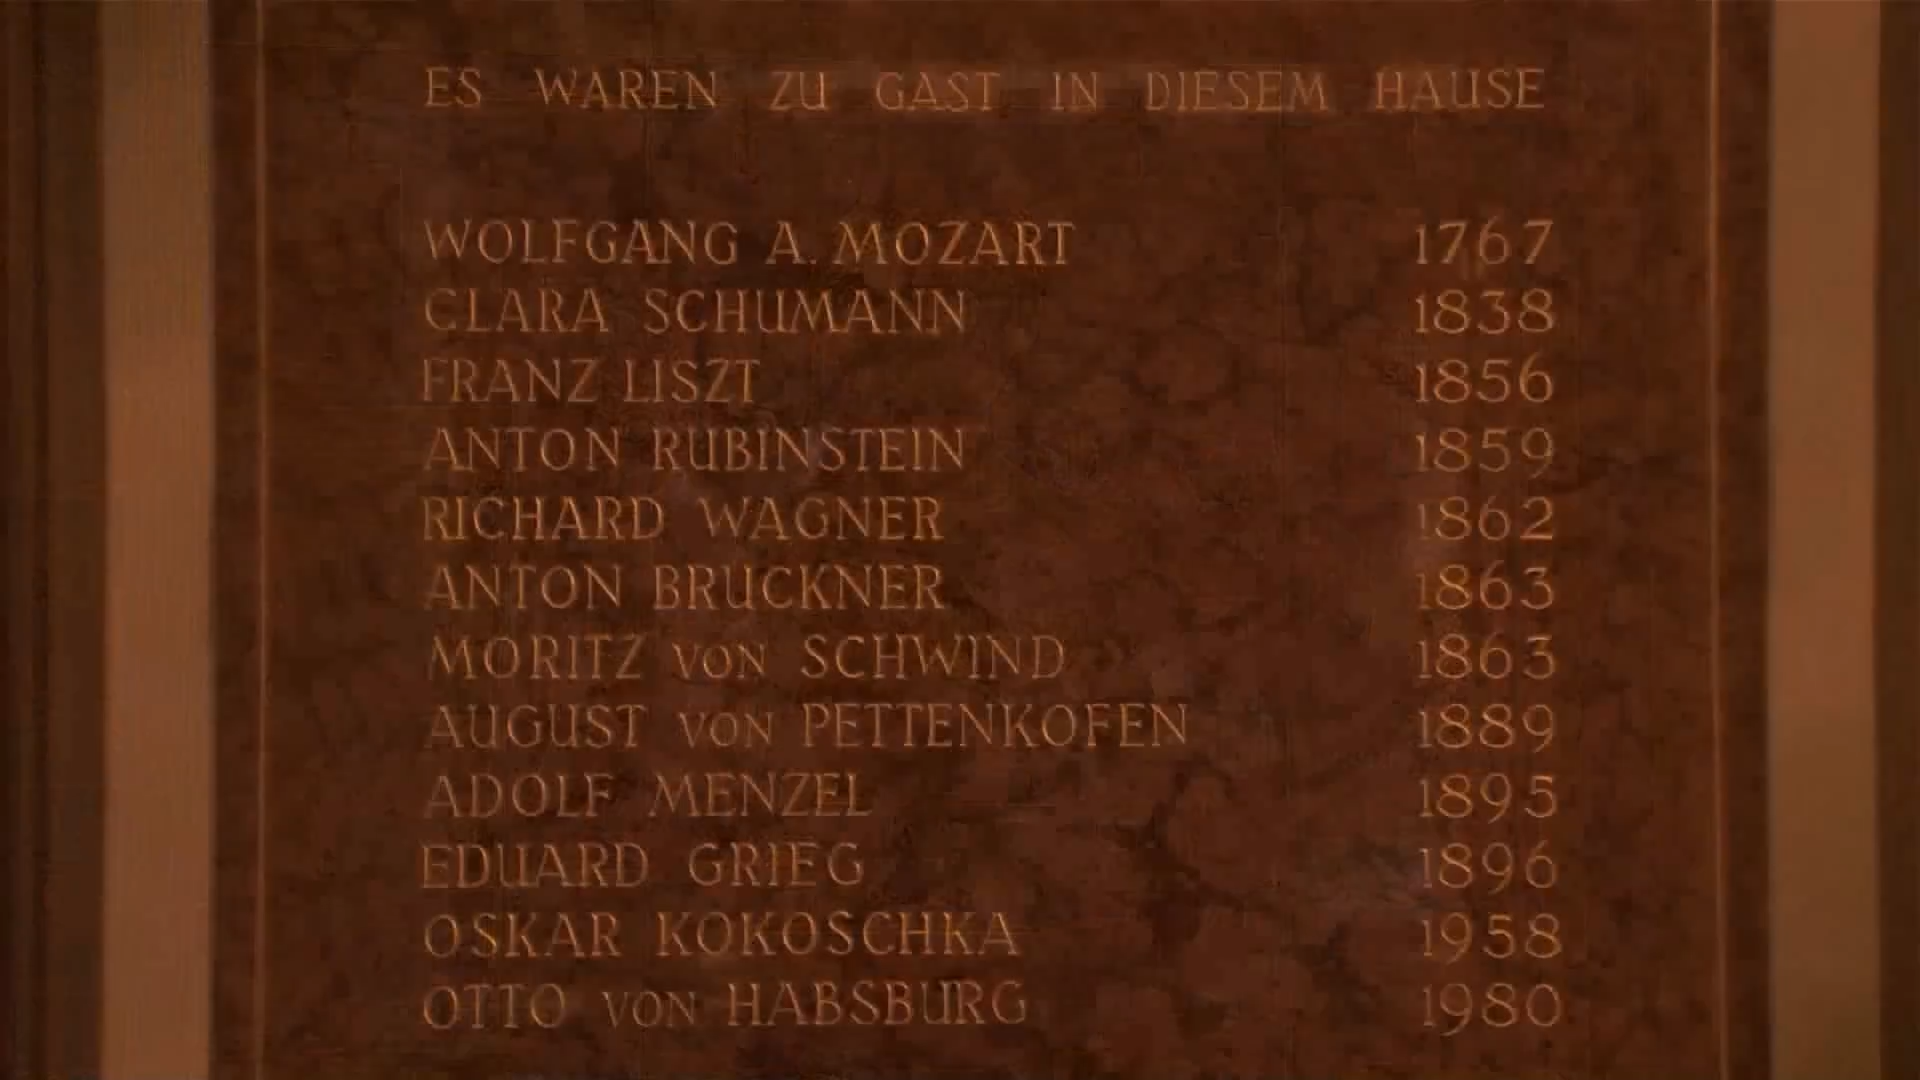 ES WAREN ZU GAST IN DIESEM HAUSE
WOLFGANG A. MOZART 1767
CLARA SCHUMANN 1838
FRANZ LISZT 1856
ANTON RUBINSTEIN 1859
RICHARD WAGNER 1862
ANTON BRUCKNER 1863
MORITZ VON SCHWIND 1863
AUGUST VON PETTENKOFEN 1889
ADOLF MENZEL 1895
EDUARD GRIEG 1896
OSKAR KOKOSCHKA 1958
OTTO VON HABSBURG 1980